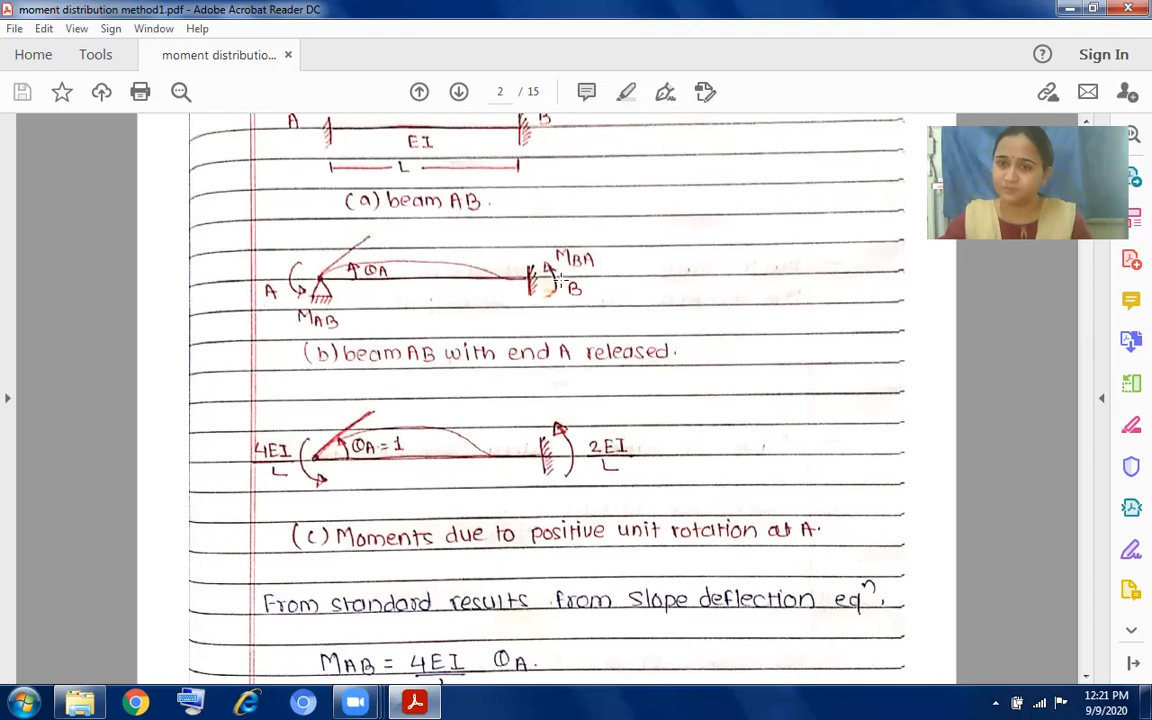 moment distribution method1.pdf - Adobe Acrobat Reader DC
File Edit View Sign Window Help
Home Tools moment distributio... × Sign In
2 / 15
A B
EI
L
(a) beam AB.
MBA
θA
A B
MAB
(b) beam AB with end A released.
4EI/L θA = 1 2EI/L
(c) Moments due to positive unit rotation at A.
From standard results from slope deflection eqn.
MAB = 4EI θA.
12:21 PM
9/9/2020